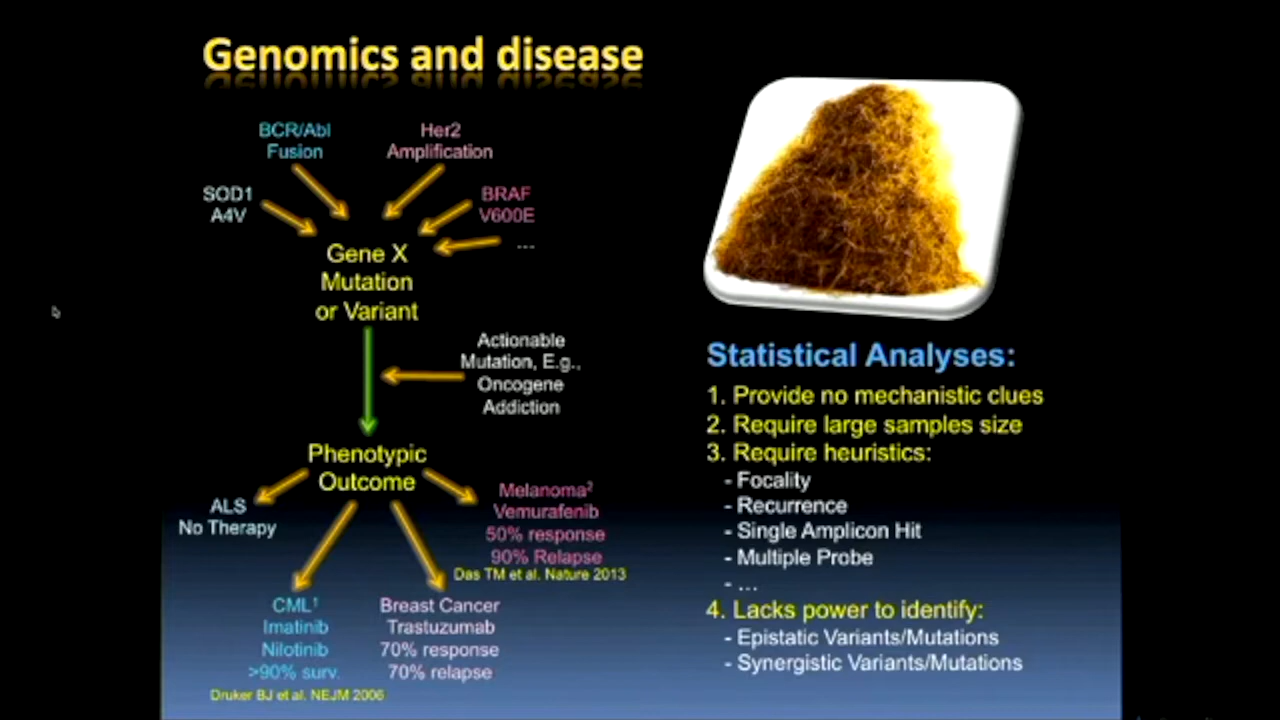 Genomics and disease
BCR/Abl
Fusion
Her2
Amplification
SOD1
A4V
BRAF
V600E
...
Gene X
Mutation
or Variant
Actionable
Mutation, E.g.,
Oncogene
Addiction
Phenotypic
Outcome
ALS
No Therapy
Melanoma²
Vemurafenib
50% response
90% Relapse
Das TM et al. Nature 2013
CML¹
Imatinib
Nilotinib
>90% surv.
Druker BJ et al. NEJM 2006
Breast Cancer
Trastuzumab
70% response
70% relapse
Statistical Analyses:
1. Provide no mechanistic clues
2. Require large samples size
3. Require heuristics:
- Focality
- Recurrence
- Single Amplicon Hit
- Multiple Probe
- ...
4. Lacks power to identify:
- Epistatic Variants/Mutations
- Synergistic Variants/Mutations